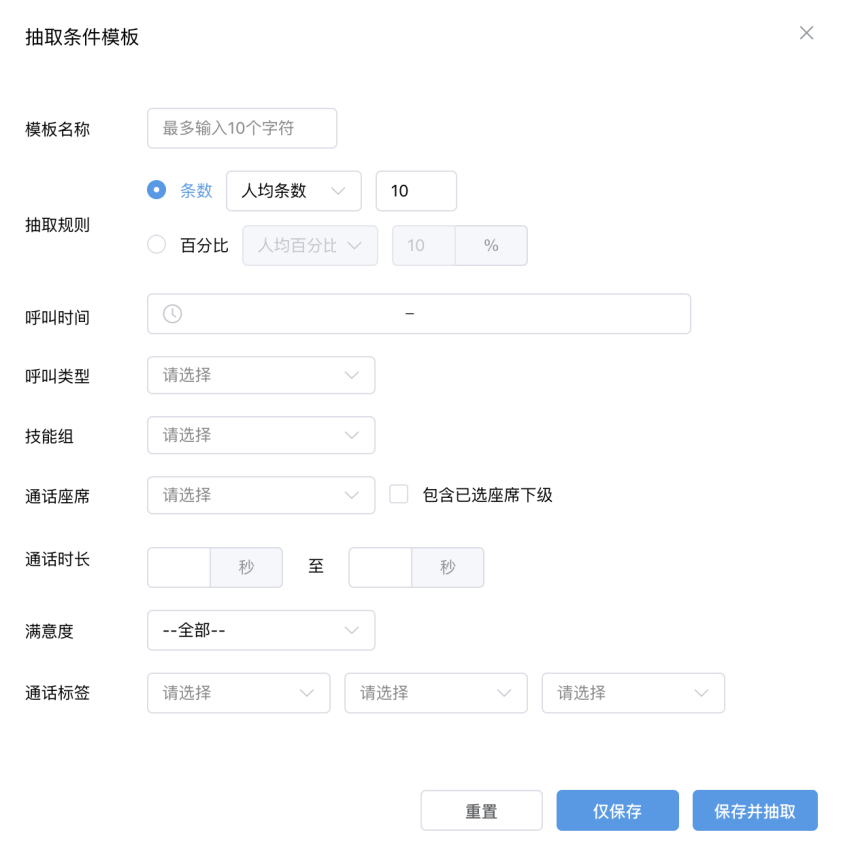 抽取条件模板
模板名称 最多输入10个字符
条数 人均条数 10
抽取规则
百分比 人均百分比 10 %
呼叫时间 –
呼叫类型 请选择
技能组 请选择
通话座席 请选择 包含已选座席下级
通话时长 秒 至 秒
满意度 --全部--
通话标签 请选择 请选择 请选择
重置 仅保存 保存并抽取